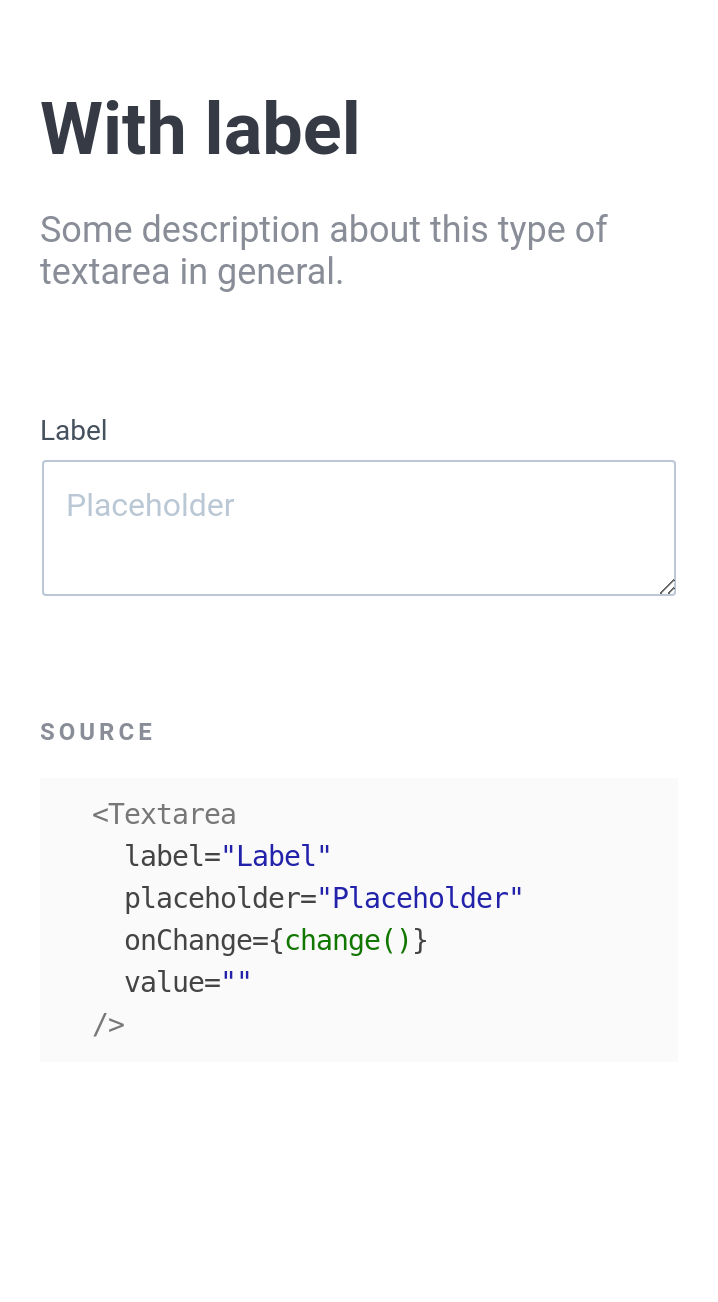 With label
Some description about this type of
textarea in general.
Label
Placeholder
SOURCE
<Textarea
  label="Label"
  placeholder="Placeholder"
  onChange={change()}
  value=""
/>